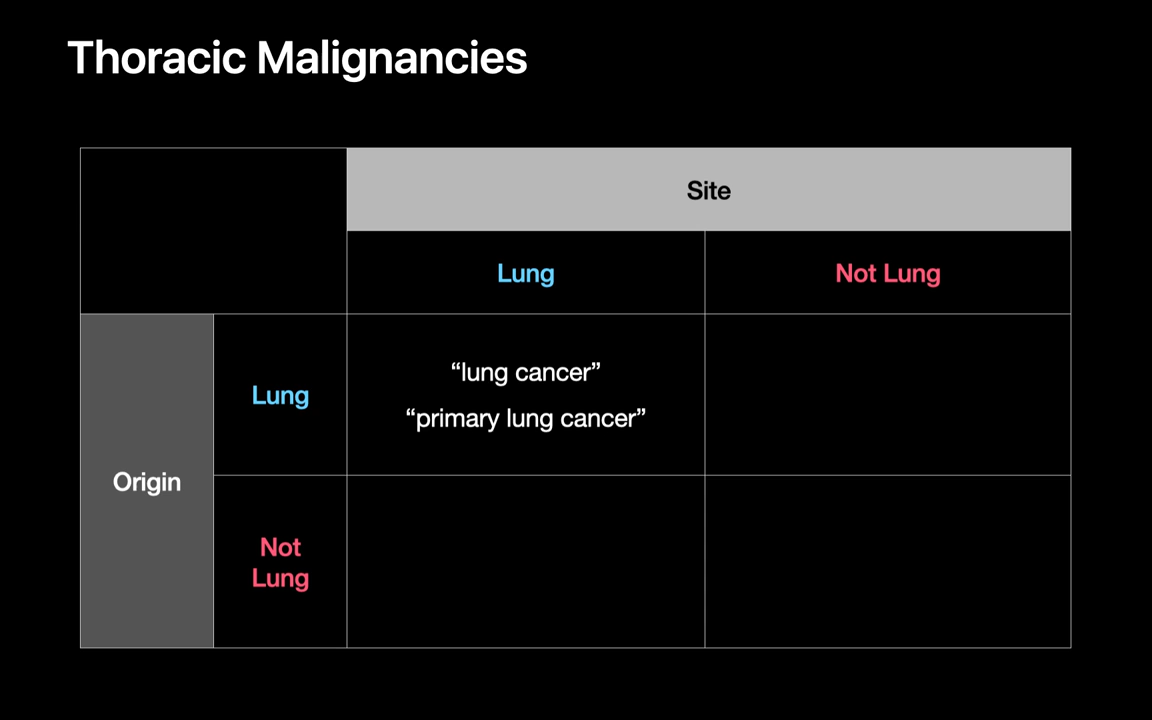 Thoracic Malignancies
Site
Lung
Not Lung
Origin
Lung
“lung cancer”
“primary lung cancer”
Not
Lung